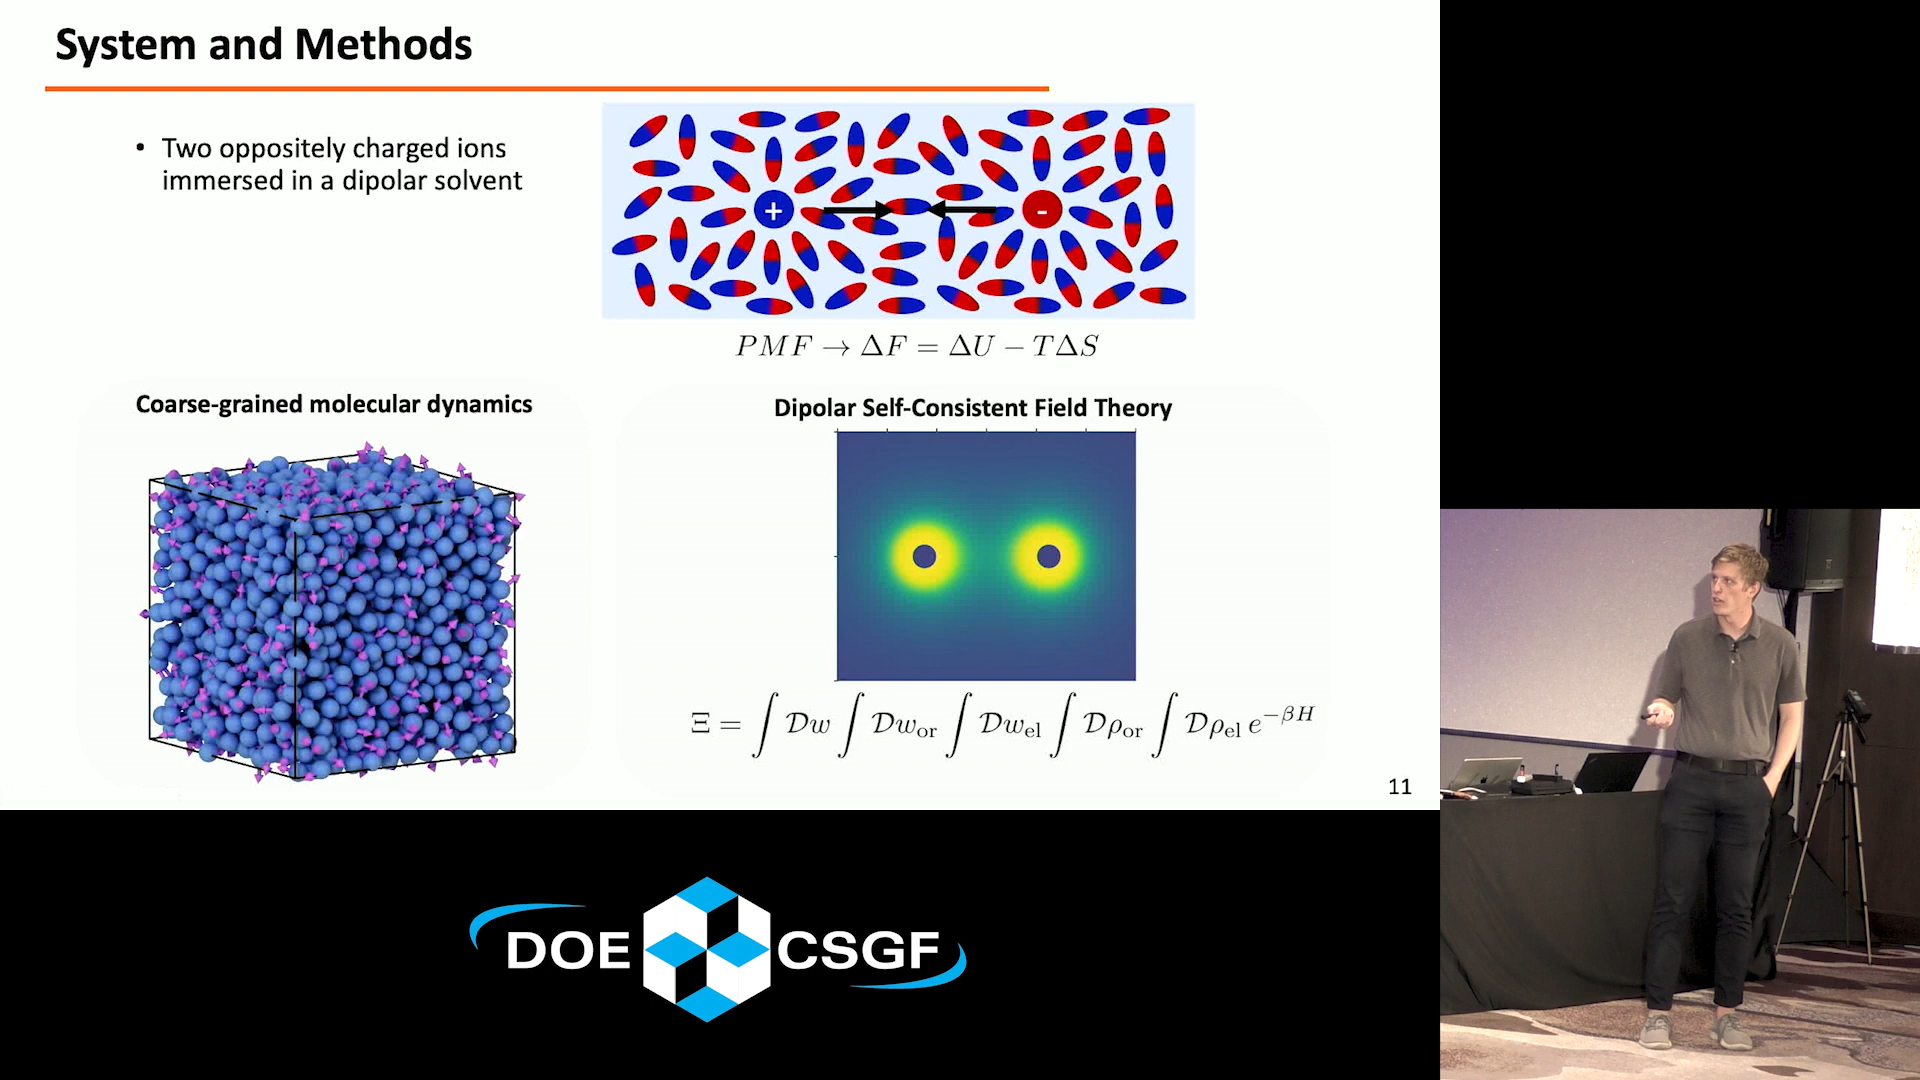 System and Methods
• Two oppositely charged ions
immersed in a dipolar solvent
+
-
PMF → ΔF = ΔU − TΔS
Coarse-grained molecular dynamics
Dipolar Self-Consistent Field Theory
Ξ = ∫ 𝒟w ∫ 𝒟w_or ∫ 𝒟w_el ∫ 𝒟ρ_or ∫ 𝒟ρ_el e^{−βH}
11
DOE CSGF